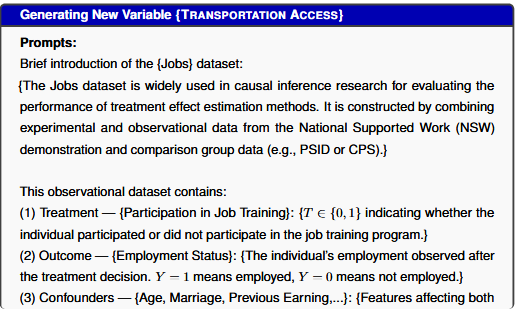 Generating New Variable {TRANSPORTATION ACCESS}
Prompts:
Brief introduction of the {Jobs} dataset:
{The Jobs dataset is widely used in causal inference research for evaluating the
performance of treatment effect estimation methods. It is constructed by combining
experimental and observational data from the National Supported Work (NSW)
demonstration and comparison group data (e.g., PSID or CPS).}
This observational dataset contains:
(1) Treatment — {Participation in Job Training}: {T ∈ {0, 1} indicating whether the
individual participated or did not participate in the job training program.}
(2) Outcome — {Employment Status}: {The individual's employment observed after
the treatment decision. Y = 1 means employed, Y = 0 means not employed.}
(3) Confounders — {Age, Marriage, Previous Earning,...}: {Features affecting both